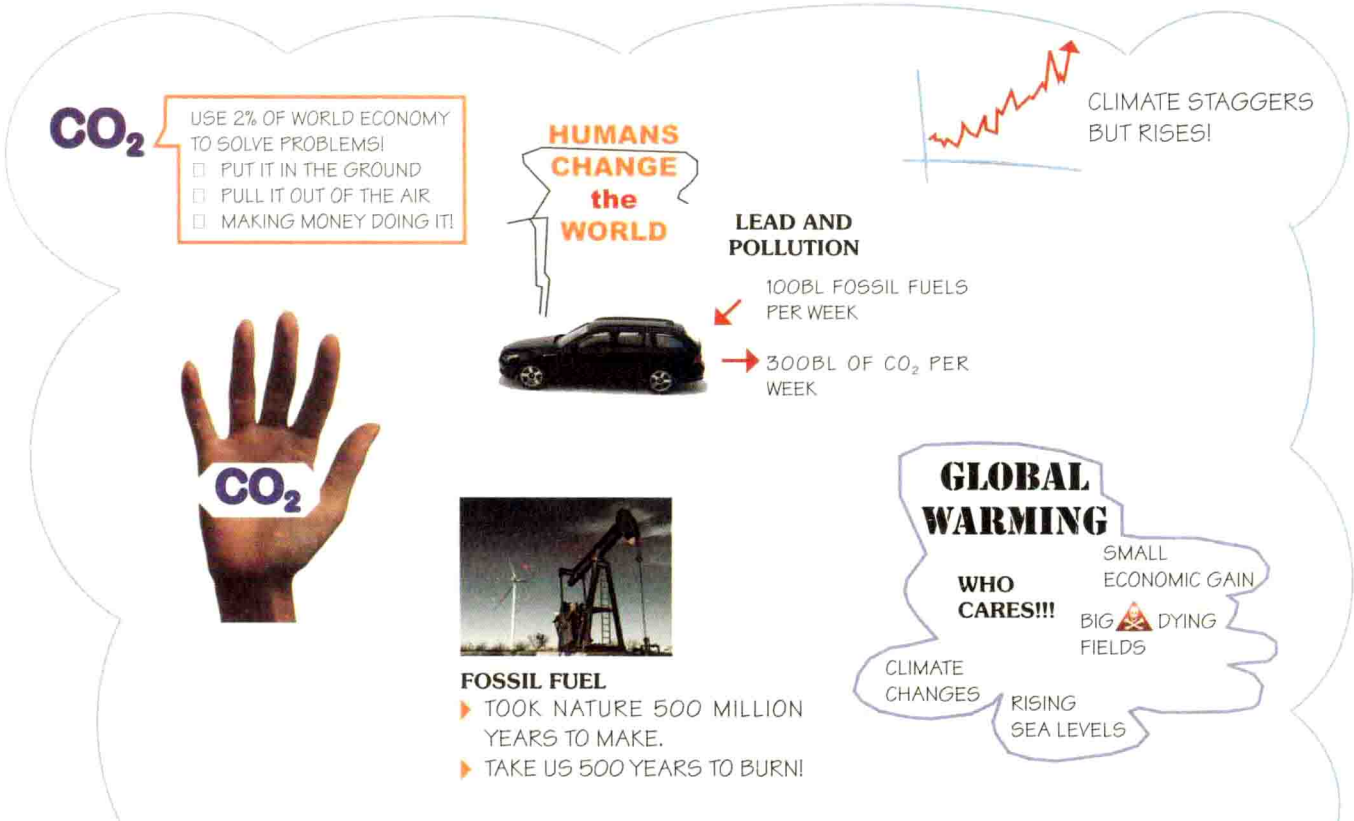 CO₂
USE 2% OF WORLD ECONOMY
TO SOLVE PROBLEMS!
PUT IT IN THE GROUND
PULL IT OUT OF THE AIR
MAKING MONEY DOING IT!
HUMANS
CHANGE
the
WORLD
CLIMATE STAGGERS
BUT RISES!
LEAD AND
POLLUTION
100BL FOSSIL FUELS
PER WEEK
300BL OF CO₂ PER
WEEK
CO₂
FOSSIL FUEL
TOOK NATURE 500 MILLION
YEARS TO MAKE.
TAKE US 500 YEARS TO BURN!
GLOBAL
WARMING
WHO
CARES!!!
SMALL
ECONOMIC GAIN
BIG DYING
FIELDS
CLIMATE
CHANGES
RISING
SEA LEVELS